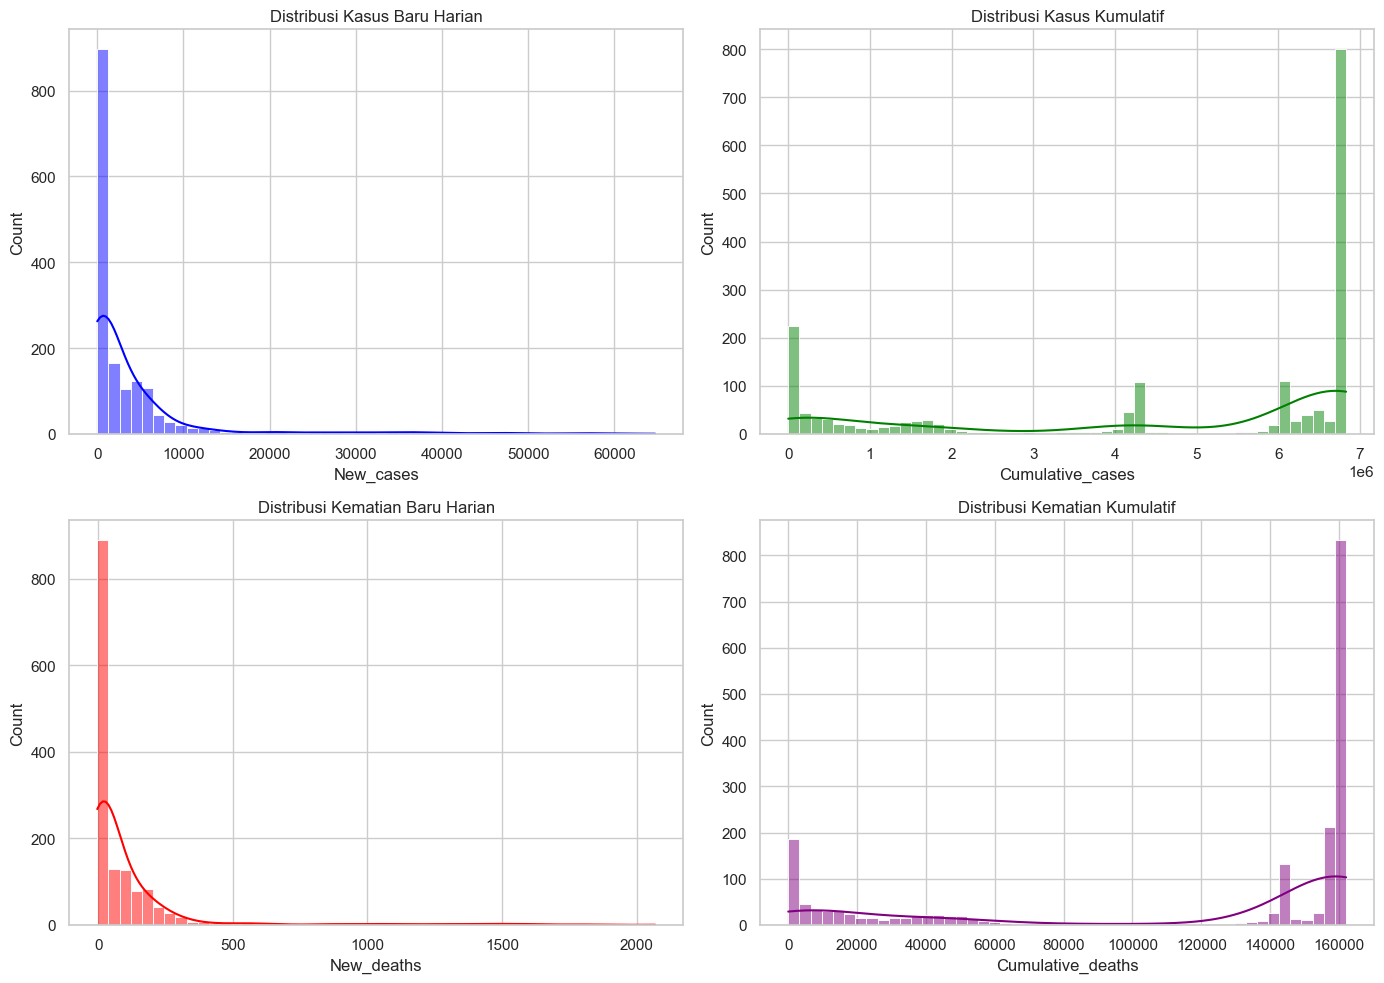 Distribusi Kasus Baru Harian
Count
800
600
400
200
0
0 10000 20000 30000 40000 50000 60000
New_cases
Distribusi Kasus Kumulatif
Count
800
700
600
500
400
300
200
100
0
0 1 2 3 4 5 6 7
1e6
Cumulative_cases
Distribusi Kematian Baru Harian
Count
800
600
400
200
0
0 500 1000 1500 2000
New_deaths
Distribusi Kematian Kumulatif
Count
800
700
600
500
400
300
200
100
0
0 20000 40000 60000 80000 100000 120000 140000 160000
Cumulative_deaths